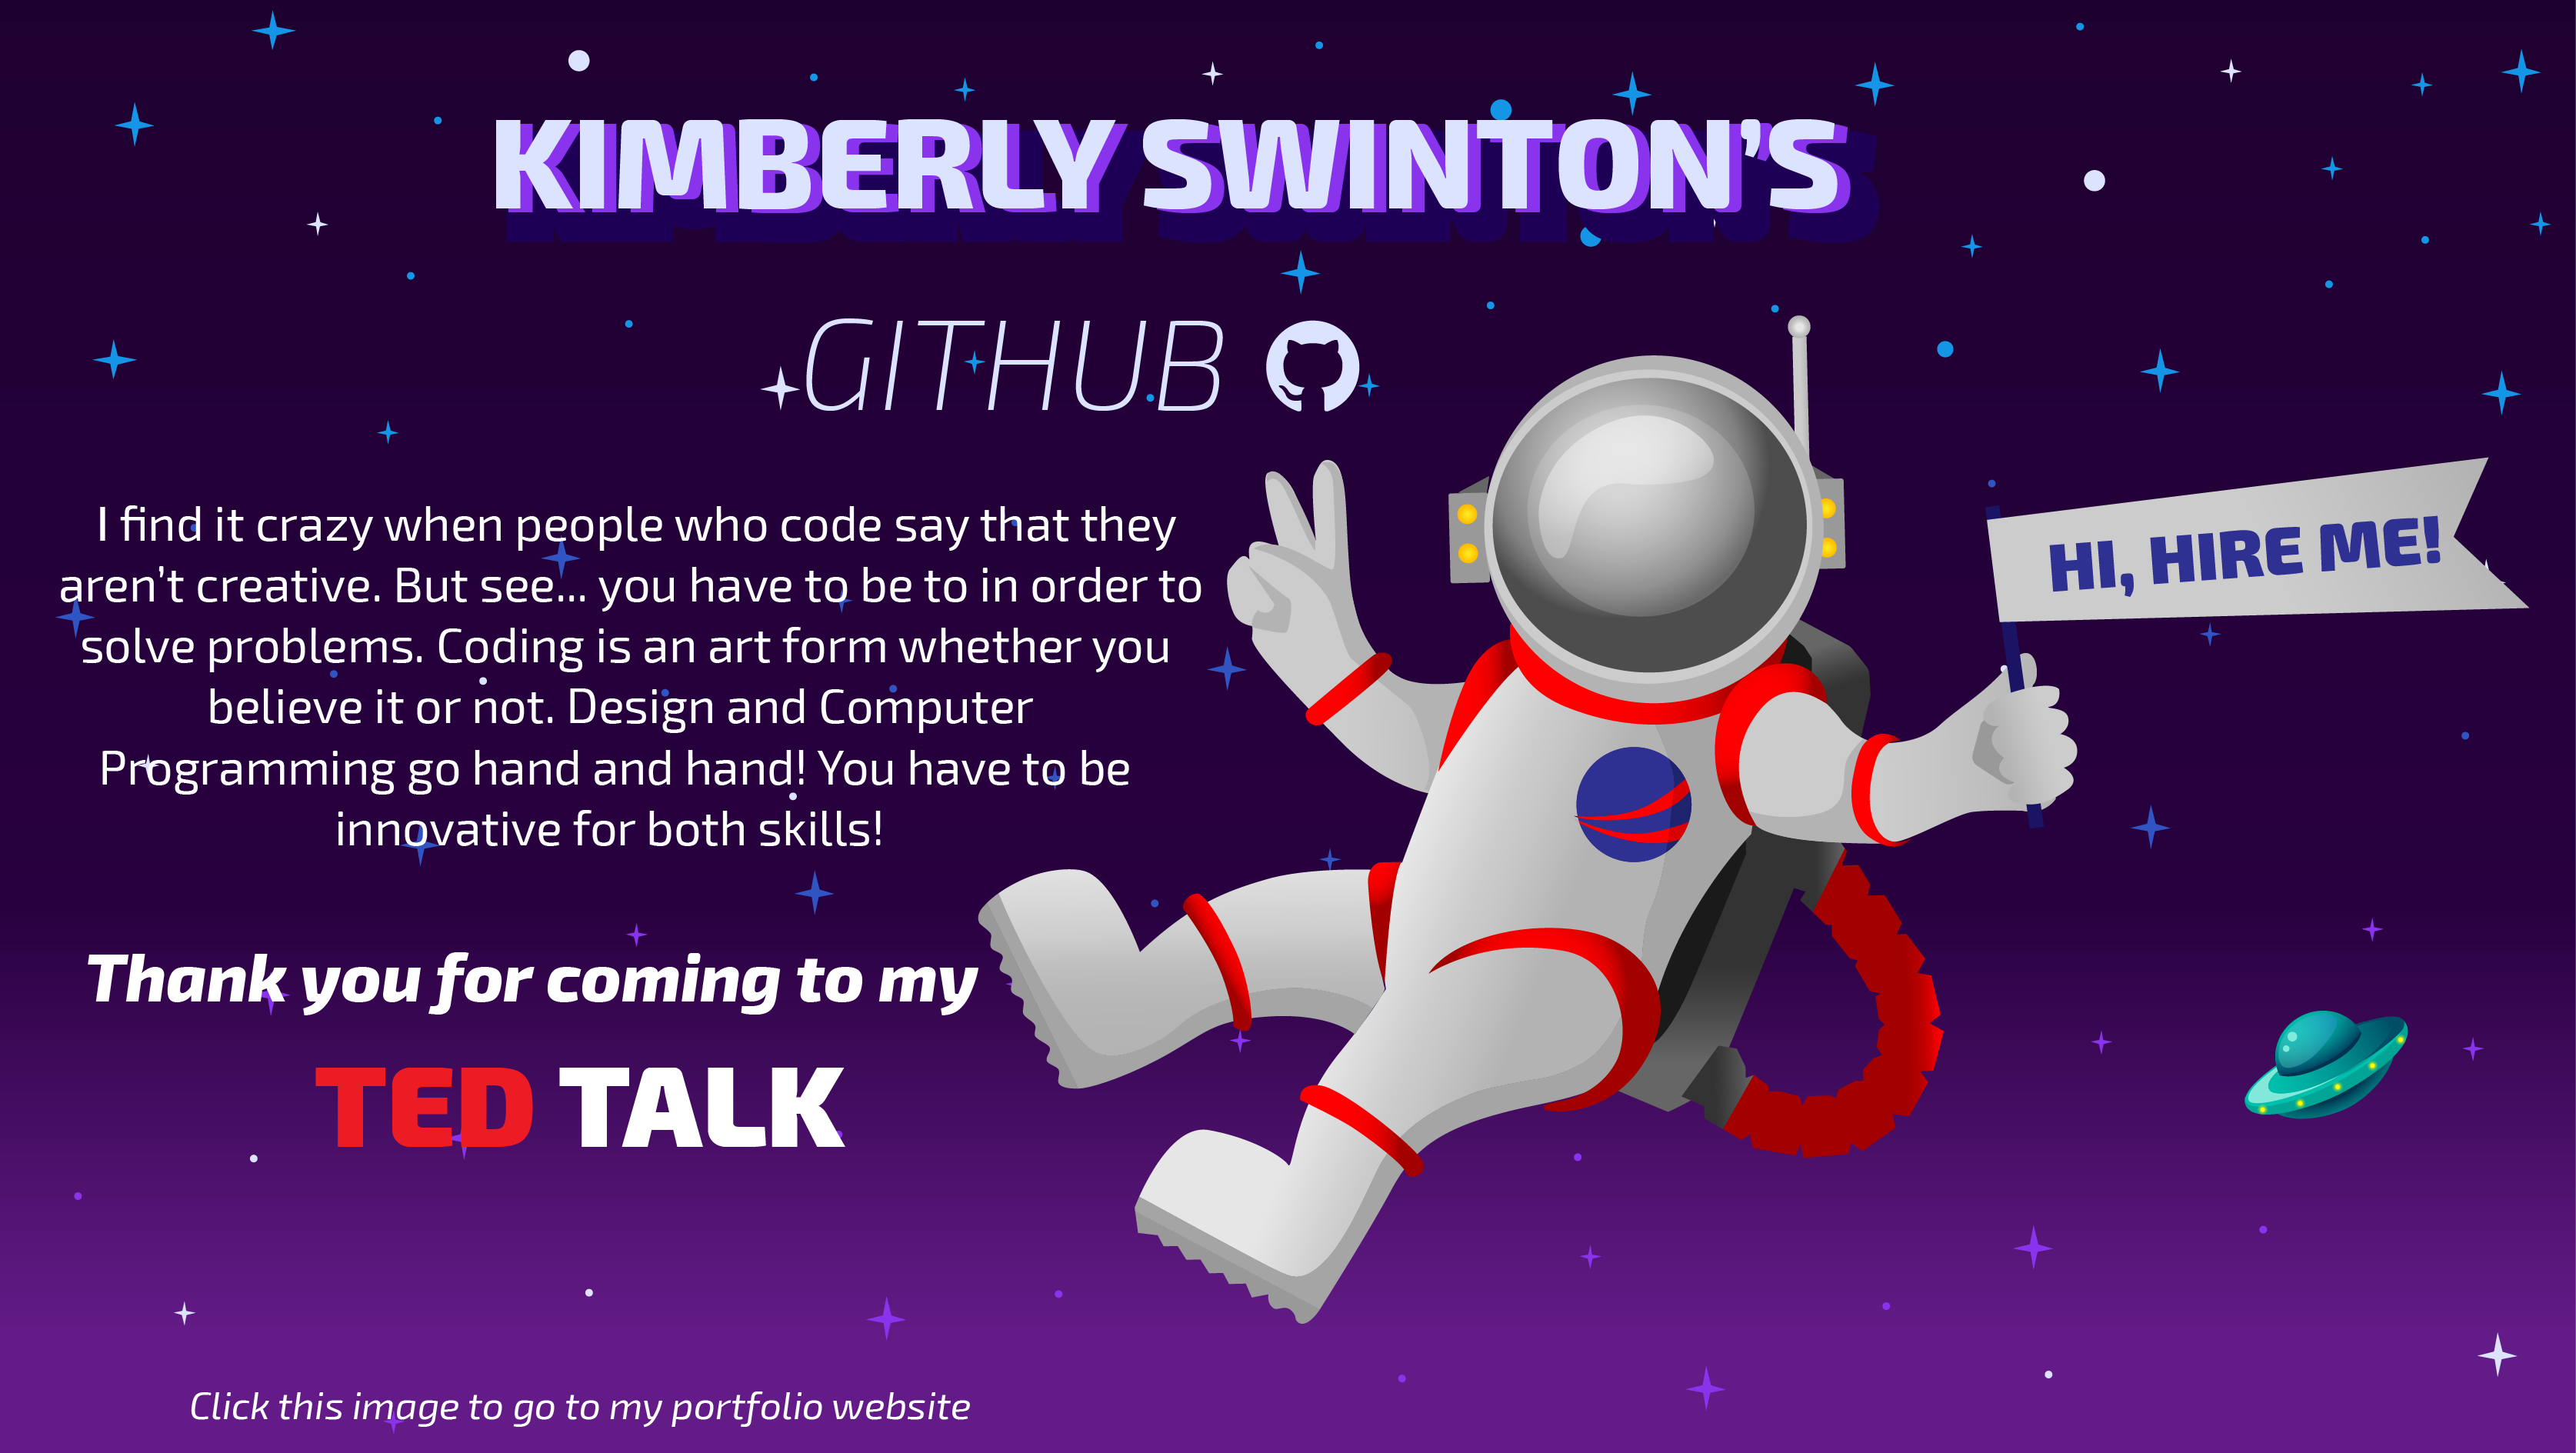 KIMBERLY SWINTON'S
GITHUB
I find it crazy when people who code say that they
aren't creative. But see... you have to be to in order to
solve problems. Coding is an art form whether you
believe it or not. Design and Computer
Programming go hand and hand! You have to be
innovative for both skills!
HI, HIRE ME!
Thank you for coming to my
TED TALK
Click this image to go to my portfolio website